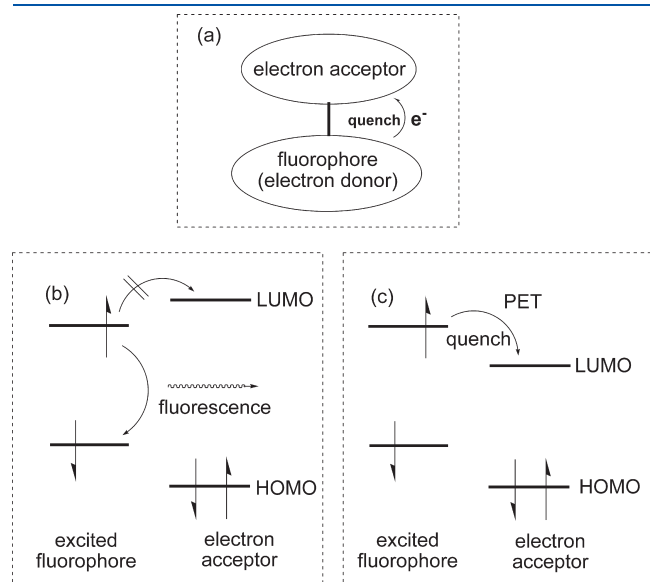 (a)
electron acceptor
quench e⁻
fluorophore
(electron donor)
(b)
LUMO
fluorescence
HOMO
excited
fluorophore
electron
acceptor
(c)
PET
quench
LUMO
HOMO
excited
fluorophore
electron
acceptor